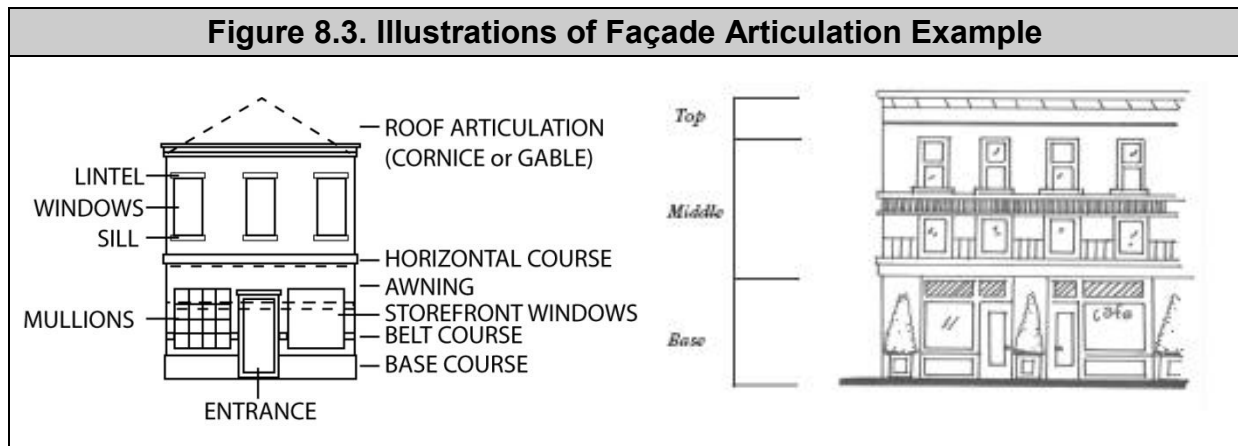 Figure 8.3. Illustrations of Façade Articulation Example
ROOF ARTICULATION
(CORNICE or GABLE)
LINTEL
WINDOWS
SILL
HORIZONTAL COURSE
AWNING
STOREFRONT WINDOWS
MULLIONS
BELT COURSE
BASE COURSE
ENTRANCE
Top
Middle
Base
Cafe